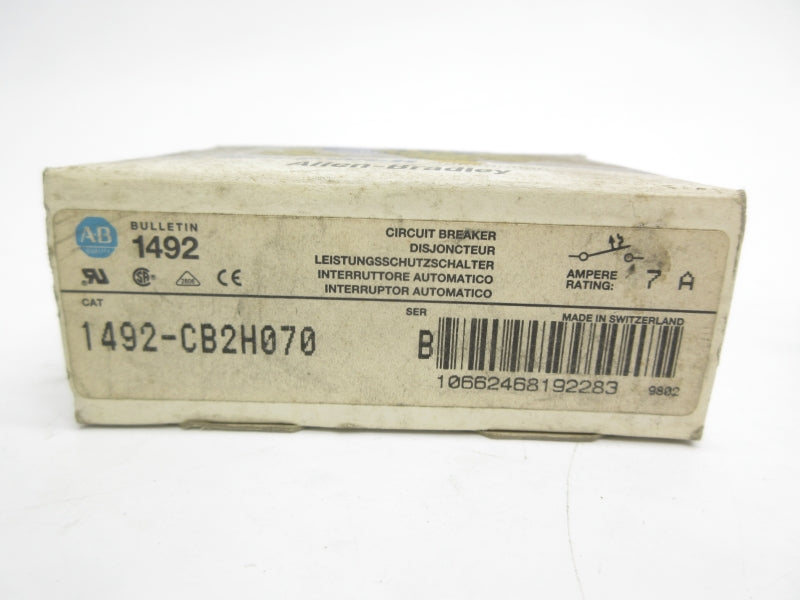 Allen-Bradley
AB
QUALITY
BULLETIN
1492
CIRCUIT BREAKER
DISJONCTEUR
LEISTUNGSSCHUTZSCHALTER
INTERRUTTORE AUTOMATICO
INTERRUPTOR AUTOMATICO
AMPERE
RATING: 7 A
CAT
1492-CB2H070
SER
B
MADE IN SWITZERLAND
10662468192283
9802